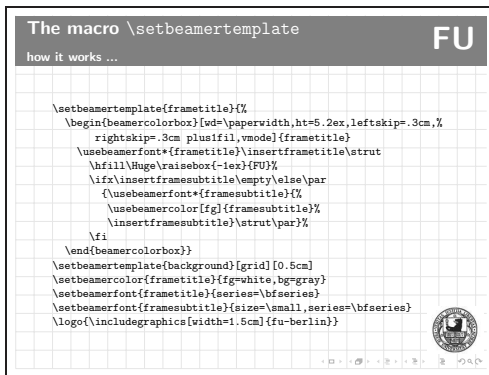 The macro \setbeamertemplate
FU
how it works ...
\setbeamertemplate{frametitle}{%
\begin{beamercolorbox}[wd=\paperwidth,ht=5.2ex,leftskip=.3cm,%
rightskip=.3cm plus1fil,vmode]{frametitle}
\usebeamerfont*{frametitle}\insertframetitle\strut
\hfill\Huge\raisebox{-1ex}{FU}%
\ifx\insertframesubtitle\empty\else\par
{\usebeamerfont*{framesubtitle}{%
\usebeamercolor[fg]{framesubtitle}%
\insertframesubtitle}\strut\par}%
\fi
\end{beamercolorbox}}
\setbeamertemplate{background}[grid][0.5cm]
\setbeamercolor{frametitle}{fg=white,bg=gray}
\setbeamerfont{frametitle}{series=\bfseries}
\setbeamerfont{framesubtitle}{size=\small,series=\bfseries}
\logo{\includegraphics[width=1.5cm]{fu-berlin}}